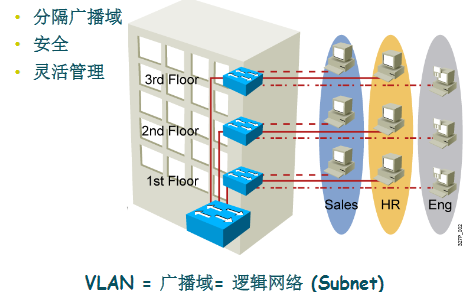 • 分隔广播域
• 安全
• 灵活管理
3rd Floor
2nd Floor
1st Floor
Sales HR Eng
VLAN = 广播域= 逻辑网络 (Subnet)